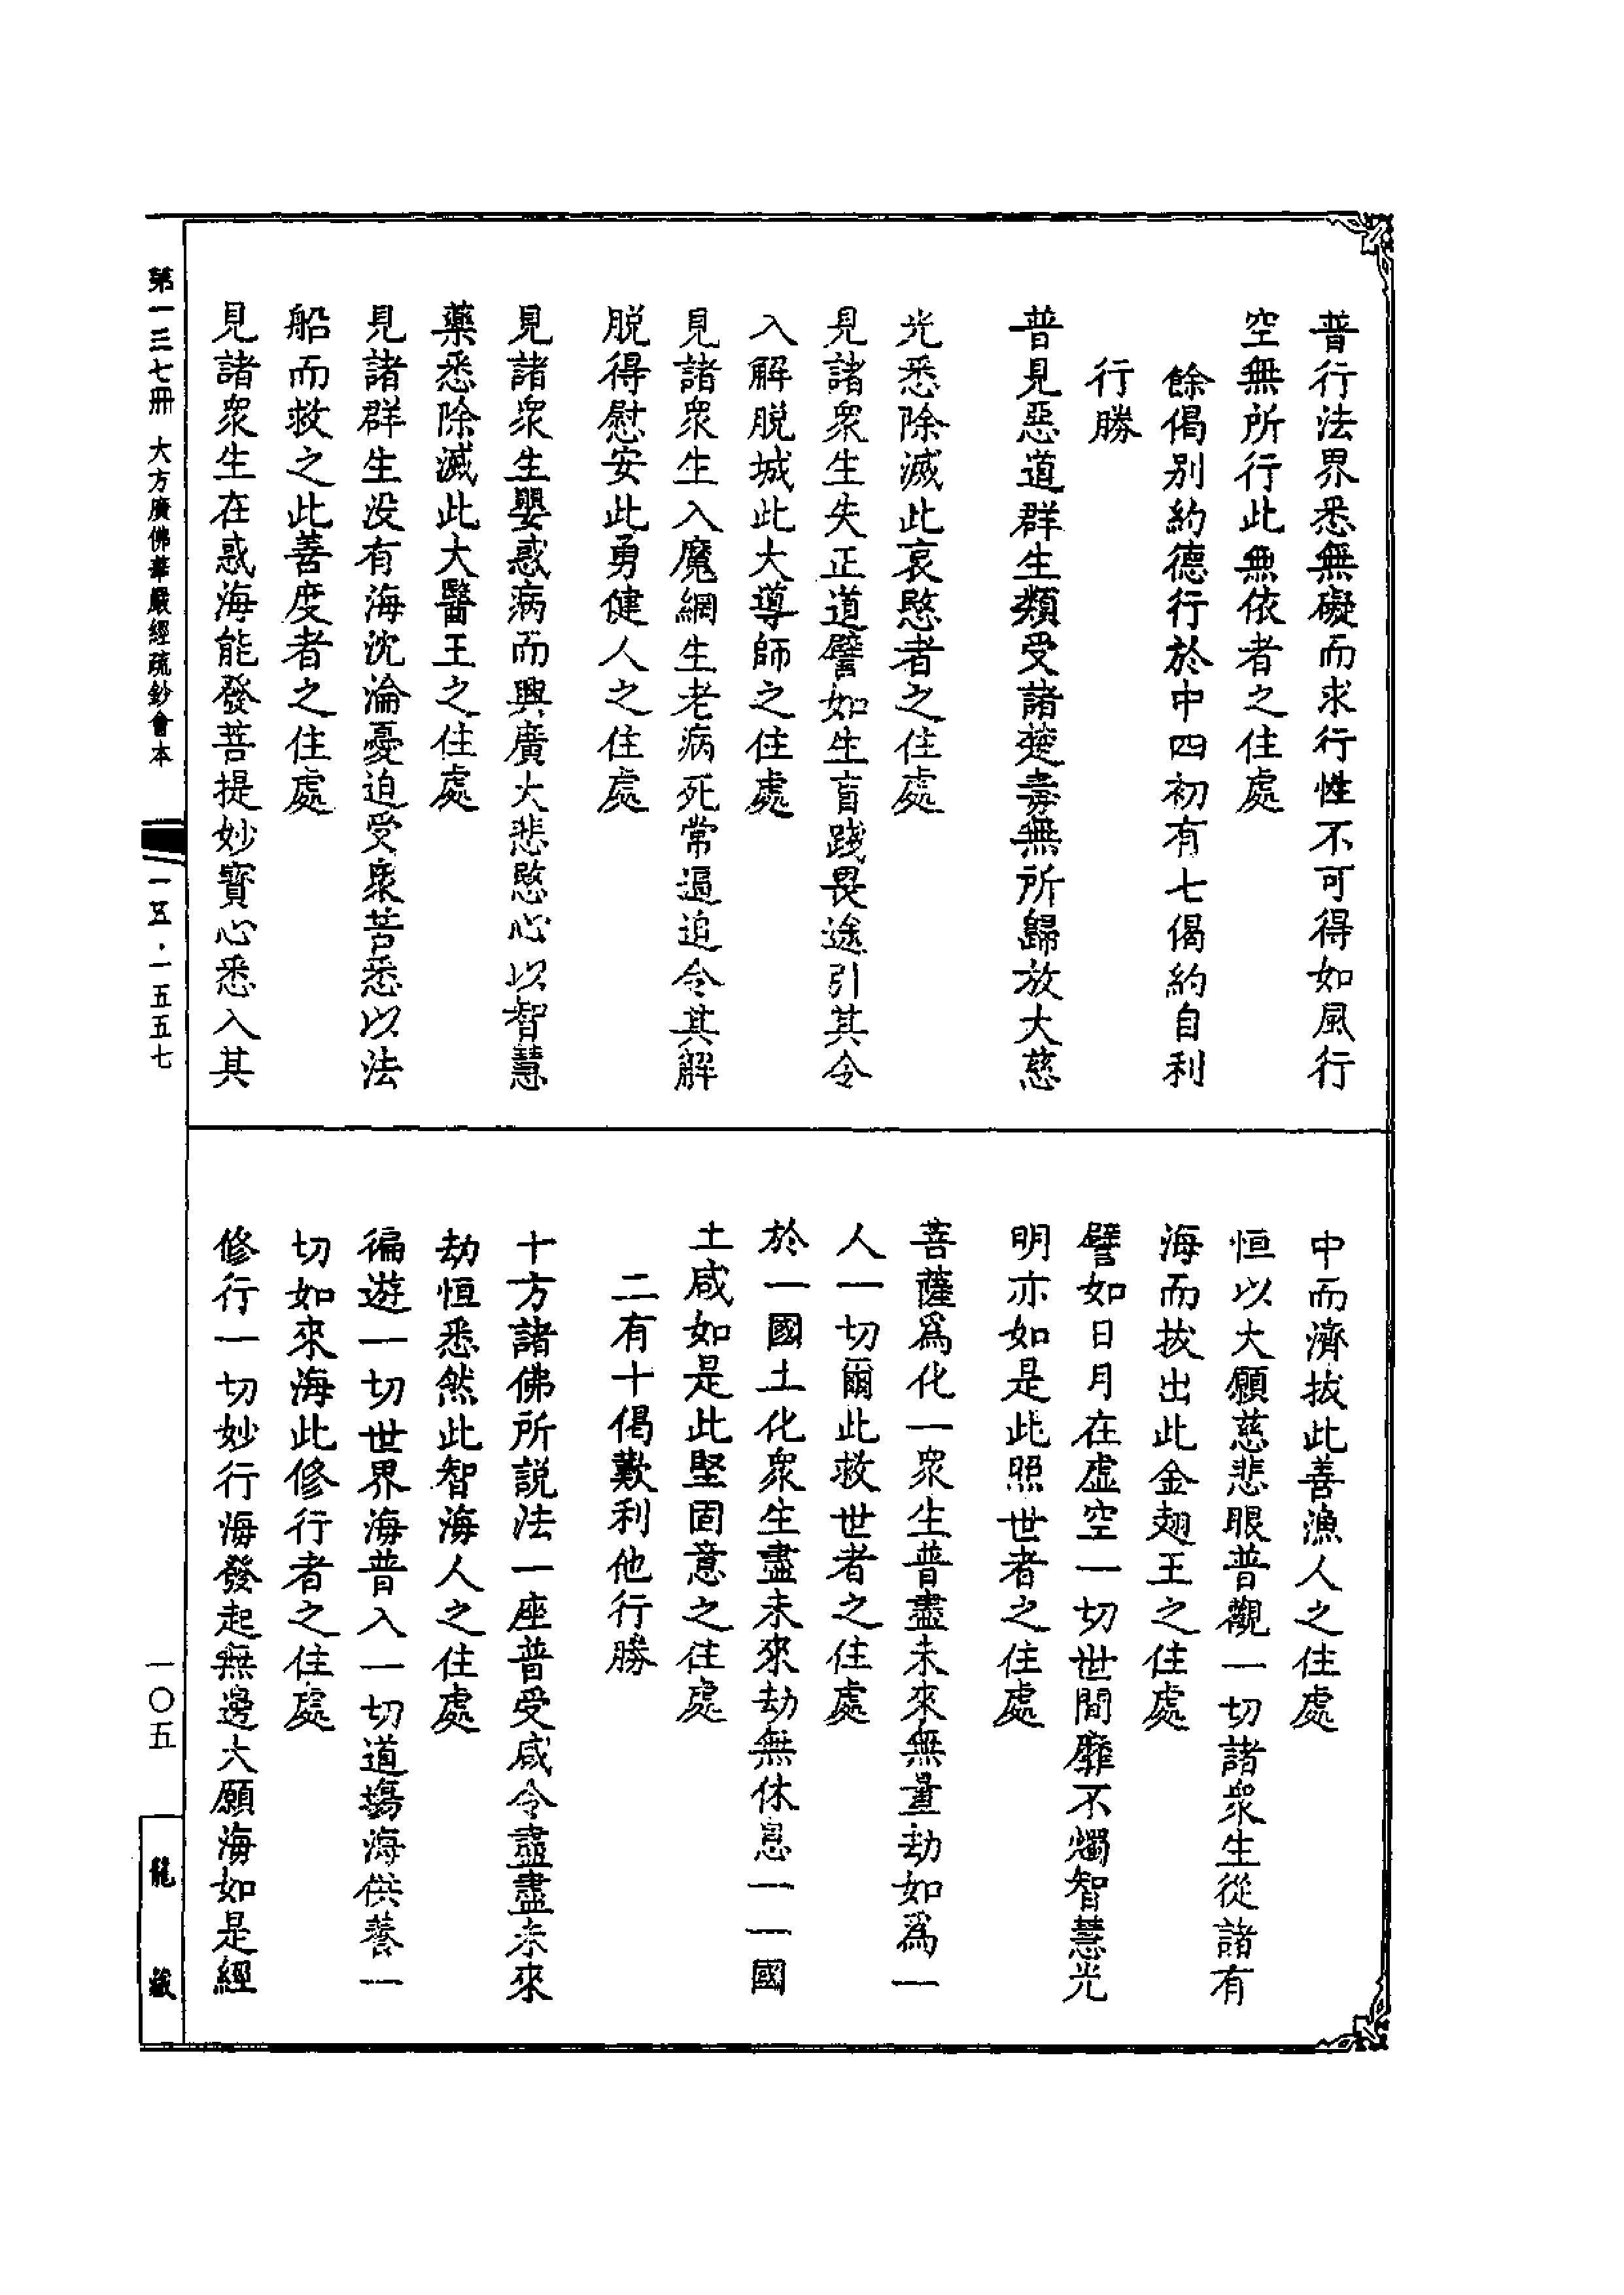 普行法界悉無礙而求行性不可得如風行
空無所行此無依者之住處
餘偈別約德行於中四初有七偈約自利
行勝
普見惡道群生類受諸楚毒無所歸放大慈
光悉除滅此哀愍者之住處
見諸衆生失正道譬如生盲踐畏途引其令
入解脱城此大導師之住處
見諸衆生入魔網生老病死常逼迫令其解
脱得慰安此勇健人之住處
見諸衆生嬰惑病而興廣大悲愍心以智慧
藥悉除滅此大醫王之住處
見諸群生没有海沈淪憂迫受衆苦悉以法
船而救之此善度者之住處
見諸衆生在惑海能發菩提妙寳心悉入其
中而濟拔此善漁人之住處
恒以大願慈悲眼普觀一切諸衆生從諸有
海而拔出此金翅王之住處
譬如日月在虛空一切世間靡不燭智慧光
明亦如是此照世者之住處
菩薩爲化一衆生普盡未來無量劫如爲一
人一切爾此救世者之住處
於一國土化衆生盡未來劫無休息一一國
土咸如是此堅固意之住處
二有十偈歎利他行勝
十方諸佛所説法一座普受咸令盡盡未來
劫恒悉然此智海人之住處
徧遊一切世界海普入一切道場海供養一
切如來海此修行者之住處
修行一切妙行海發起無邊大願海如是經
第一三七冊 大方廣佛華嚴經疏鈔會本
一五·一五五七
一〇五
龍藏